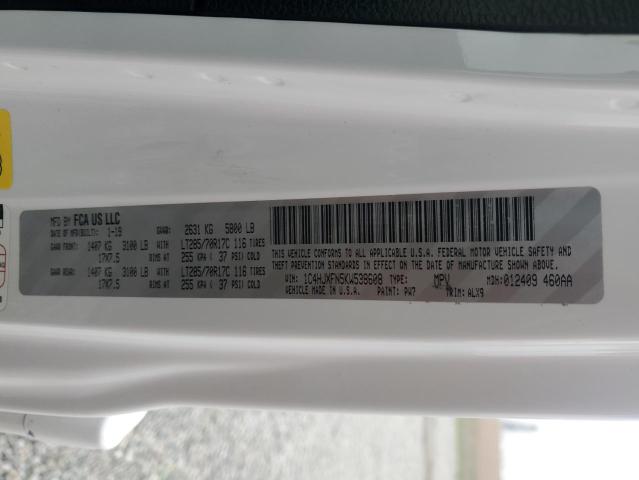 MFD BY FCA US LLC
DATE OF MFR(BUILT): 1-19 GVWR: 2631 KG 5800 LB
GAWR FRONT: 1407 KG 3100 LB WITH LT285/70R17C 116 TIRES
17X7.5 RIMS AT 255 KPA ( 37 PSI) COLD
GAWR REAR: 1407 KG 3100 LB WITH LT285/70R17C 116 TIRES
17X7.5 RIMS AT 255 KPA ( 37 PSI) COLD
THIS VEHICLE CONFORMS TO ALL APPLICABLE U.S.A. FEDERAL MOTOR VEHICLE SAFETY AND
THEFT PREVENTION STANDARDS IN EFFECT ON THE DATE OF MANUFACTURE SHOWN ABOVE.
VIN: 1C4HJXFN5KW538608 TYPE: MPV MDH: 012409 460AA
VEHICLE MADE IN: U.S.A. PAINT: PW7 TRIM: ALX9